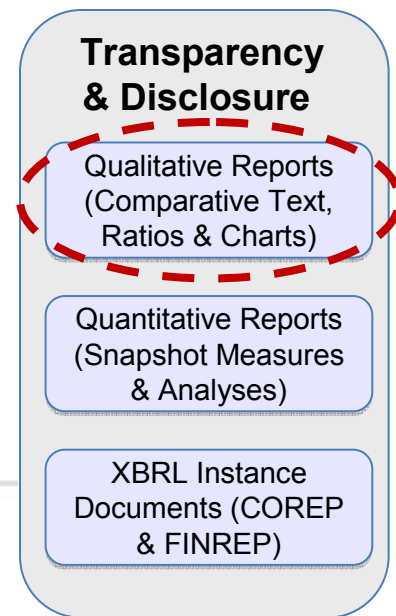 Transparency
& Disclosure
Qualitative Reports
(Comparative Text,
Ratios & Charts)
Quantitative Reports
(Snapshot Measures
& Analyses)
XBRL Instance
Documents (COREP
& FINREP)